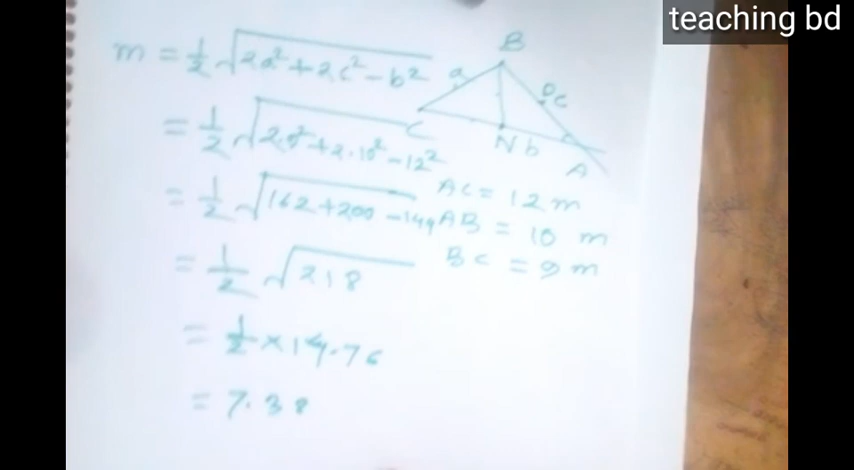 teaching bd
m = 1/2 √2a²+2c²-b²
= 1/2 √2.9²+2.10²-12²
= 1/2 √162+200-144
= 1/2 √218
= 1/2 × 14.76
= 7.38
B
a
D c
C
N b
A
AC = 12 m
AB = 10 m
BC = 9 m